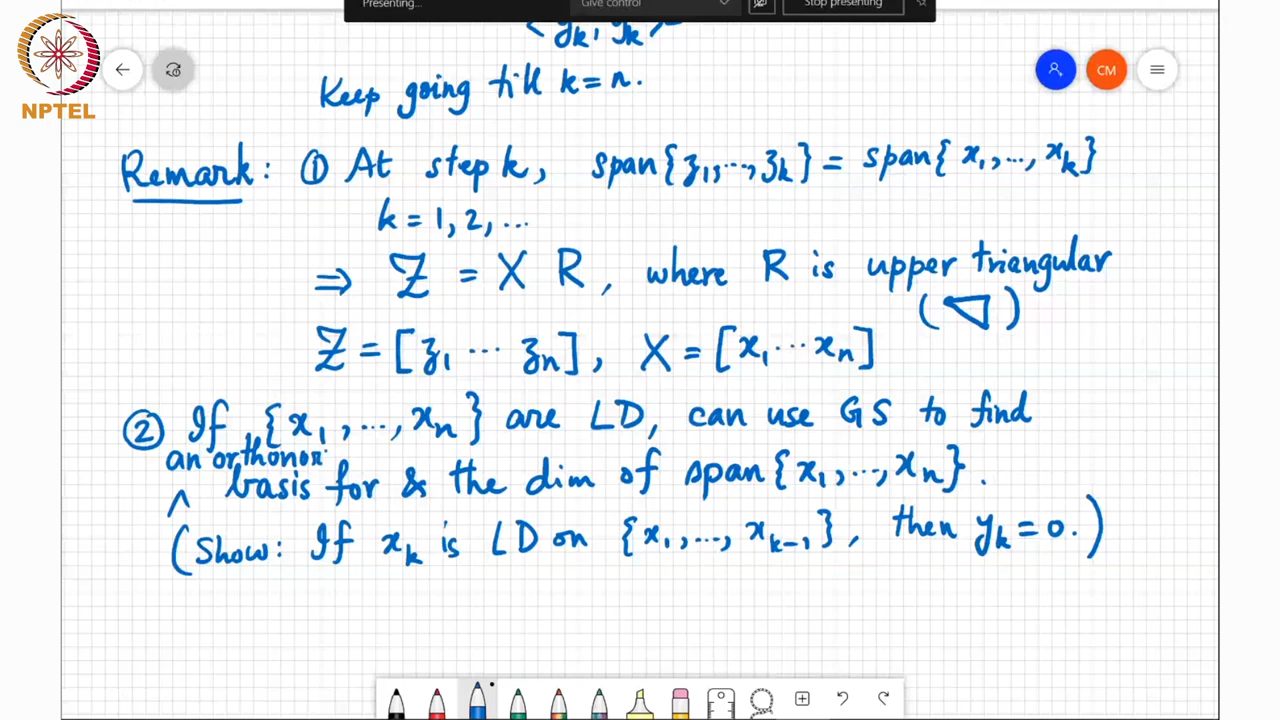 Presenting...
Give control
Stop presenting
NPTEL
CM
< yk, yk >
Keep going till k = n.
Remark: ① At step k, span{z1,...,zk} = span{x1,...,xk}
k = 1, 2, ...
⇒ Z = X R, where R is upper triangular
Z = [z1 ... zn], X = [x1 ... xn]
② If {x1,...,xn} are LD, can use GS to find
an orthonor
basis for & the dim of span{x1,...,xn}.
(Show: If xk is LD on {x1,...,xk-1}, then yk = 0.)